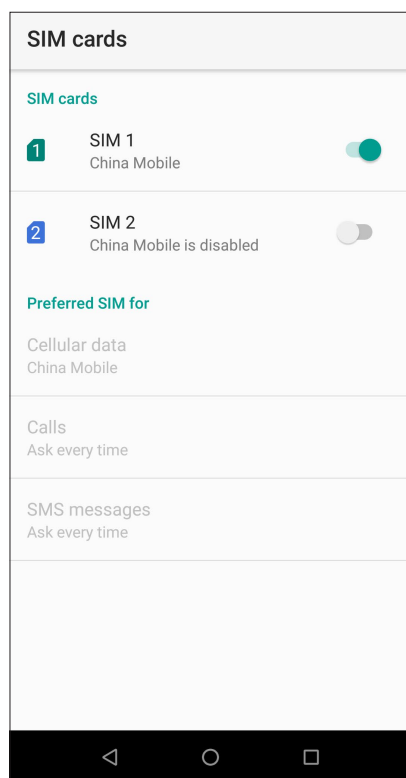 SIM cards
SIM cards
1
SIM 1
China Mobile
2
SIM 2
China Mobile is disabled
Preferred SIM for
Cellular data
China Mobile
Calls
Ask every time
SMS messages
Ask every time